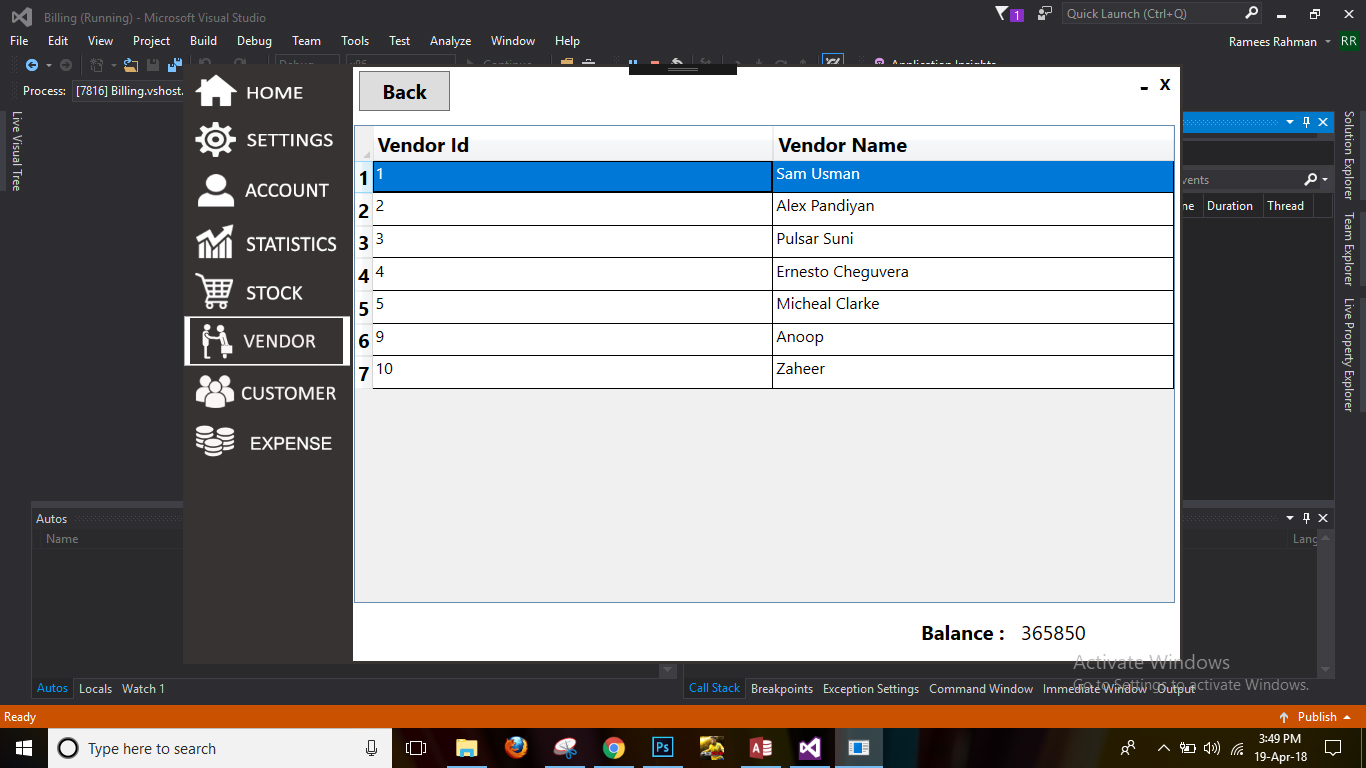 Billing (Running) - Microsoft Visual Studio
1
Quick Launch (Ctrl+Q)
File Edit View Project Build Debug Team Tools Test Analyze Window Help
Ramees Rahman RR
Process: [7816] Billing.vshost.
Live Visual Tree
HOME
SETTINGS
ACCOUNT
STATISTICS
STOCK
VENDOR
CUSTOMER
EXPENSE
Back
- X
Vendor Id Vendor Name
1 1 Sam Usman
2 2 Alex Pandiyan
3 3 Pulsar Suni
4 4 Ernesto Cheguvera
5 5 Micheal Clarke
6 9 Anoop
7 10 Zaheer
Balance : 365850
vents
ne Duration Thread
Solution Explorer
Team Explorer
Live Property Explorer
Autos
Name
Lang
Autos Locals Watch 1
Call Stack Breakpoints Exception Settings Command Window Immediate Window Output
Activate Windows
Go to Settings to activate Windows.
Ready
Publish
Type here to search
Ps
3:49 PM
19-Apr-18